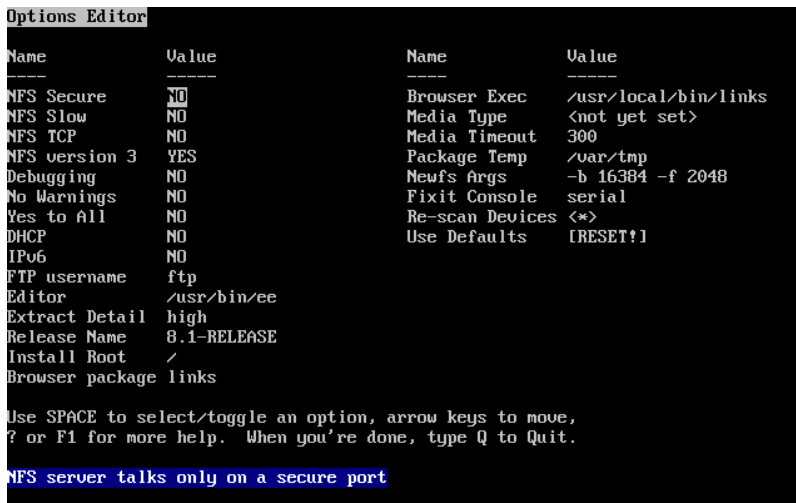 Options Editor
Name Value Name Value
---- ----- ---- -----
NFS Secure NO Browser Exec /usr/local/bin/links
NFS Slow NO Media Type <not yet set>
NFS TCP NO Media Timeout 300
NFS version 3 YES Package Temp /var/tmp
Debugging NO Newfs Args -b 16384 -f 2048
No Warnings NO Fixit Console serial
Yes to All NO Re-scan Devices <*>
DHCP NO Use Defaults [RESET!]
IPv6 NO
FTP username ftp
Editor /usr/bin/ee
Extract Detail high
Release Name 8.1-RELEASE
Install Root /
Browser package links
Use SPACE to select/toggle an option, arrow keys to move,
? or F1 for more help. When you're done, type Q to Quit.
NFS server talks only on a secure port